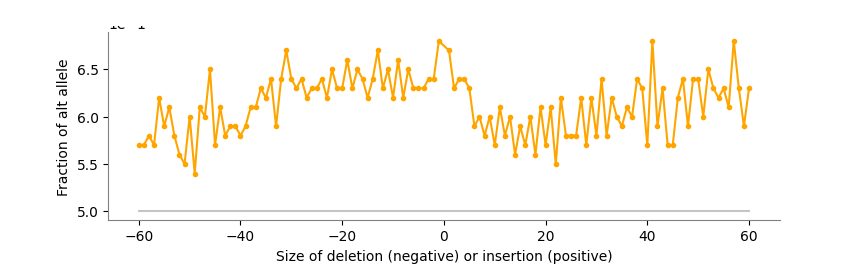 6.5
6.0
5.5
5.0
Fraction of alt allele
−60 −40 −20 0 20 40 60
Size of deletion (negative) or insertion (positive)